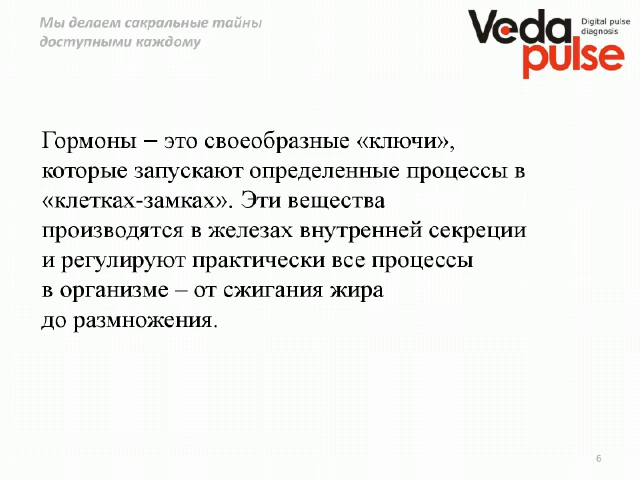 Мы делаем сакральные тайны
доступными каждому
Veda
pulse
Digital pulse
diagnosis
Гормоны – это своеобразные «ключи»,
которые запускают определенные процессы в
«клетках-замках». Эти вещества
производятся в железах внутренней секреции
и регулируют практически все процессы
в организме – от сжигания жира
до размножения.
6